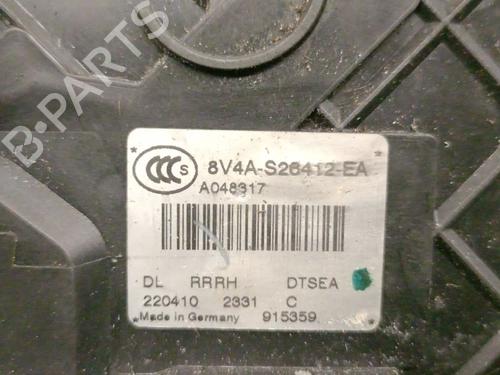 B-PARTS
CCC S 8V4A-S26412-EA
A048317
DL RRRH DTSEA
220410 2331 C
Made in Germany 915359